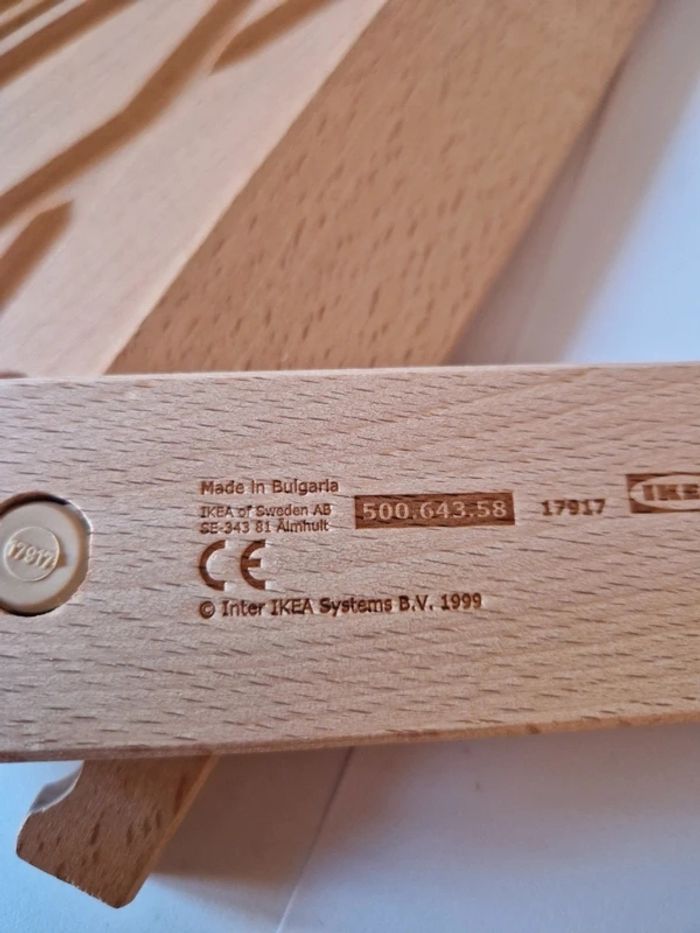 Made in Bulgaria
IKEA of Sweden AB
SE-343 81 Älmhult
500.643.58
17917
IKE
CE
© Inter IKEA Systems B.V. 1999
17917